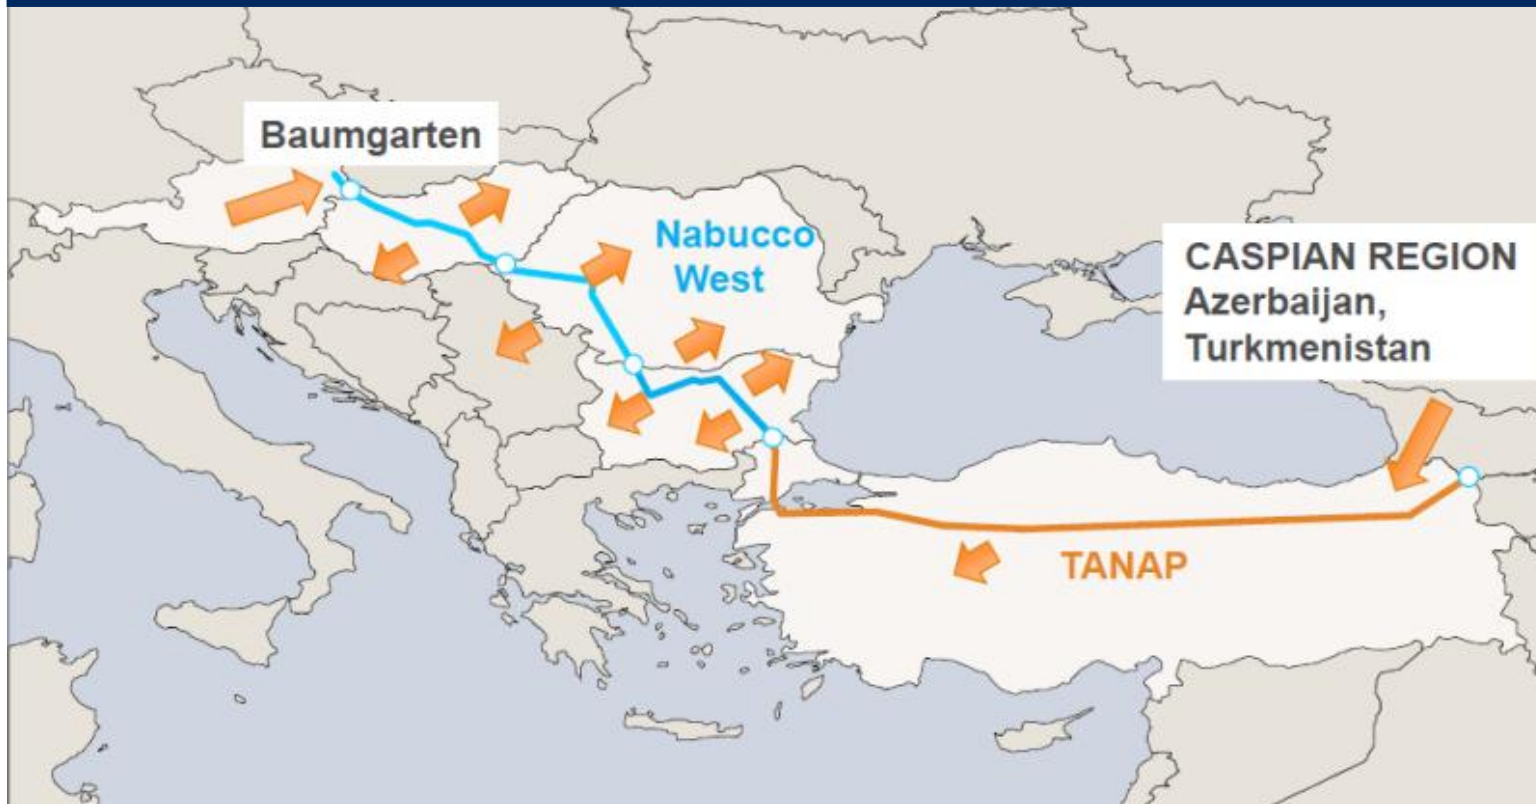 Baumgarten
Nabucco
West
CASPIAN REGION
Azerbaijan,
Turkmenistan
TANAP